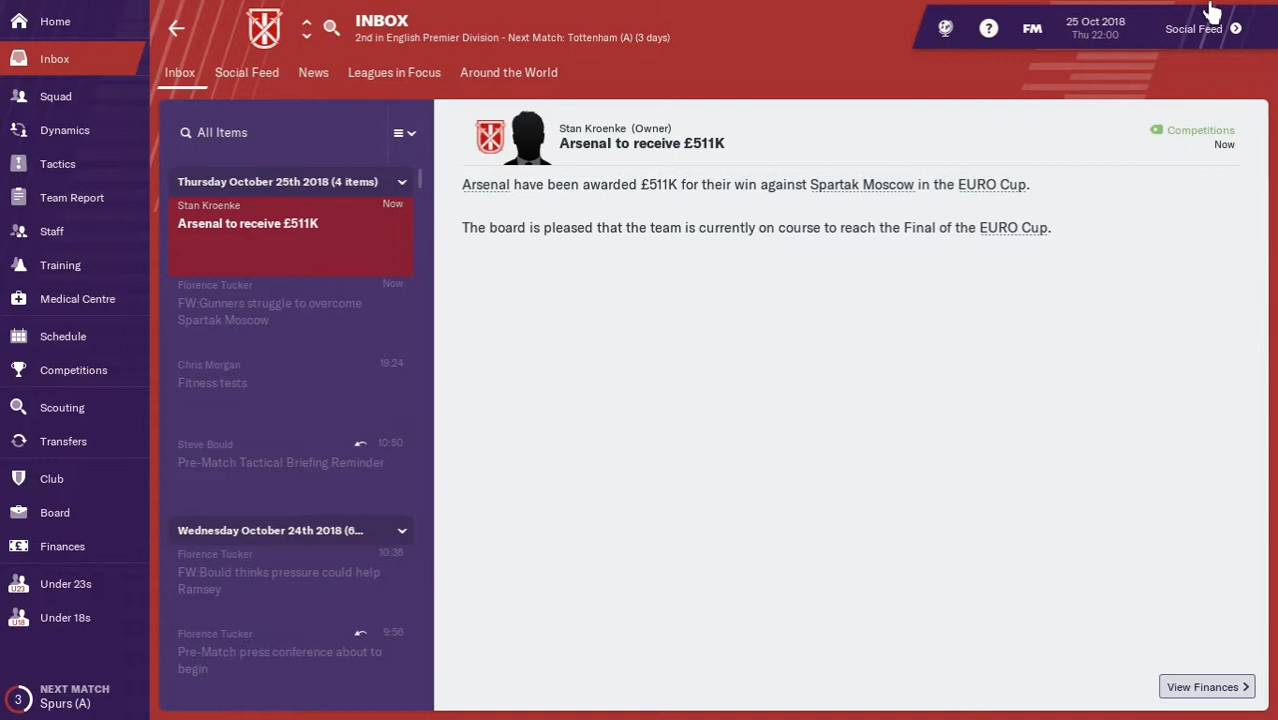 Home
Inbox
Squad
Dynamics
Tactics
Team Report
Staff
Training
Medical Centre
Schedule
Competitions
Scouting
Transfers
Club
Board
Finances
U23
Under 23s
U18
Under 18s
3
NEXT MATCH
Spurs (A)
INBOX
2nd in English Premier Division - Next Match: Tottenham (A) (3 days)
?
FM
25 Oct 2018
Thu 22:00
Social Feed
Inbox Social Feed News Leagues in Focus Around the World
All Items
Thursday October 25th 2018 (4 items)
Stan Kroenke Now
Arsenal to receive £511K
Florence Tucker Now
FW:Gunners struggle to overcome
Spartak Moscow
Chris Morgan 19:24
Fitness tests
Steve Bould 10:50
Pre-Match Tactical Briefing Reminder
Wednesday October 24th 2018 (6...
Florence Tucker 10:36
FW:Bould thinks pressure could help
Ramsey
Florence Tucker 9:56
Pre-Match press conference about to
begin
Stan Kroenke (Owner)
Arsenal to receive £511K
Competitions
Now
Arsenal have been awarded £511K for their win against Spartak Moscow in the EURO Cup.
The board is pleased that the team is currently on course to reach the Final of the EURO Cup.
View Finances